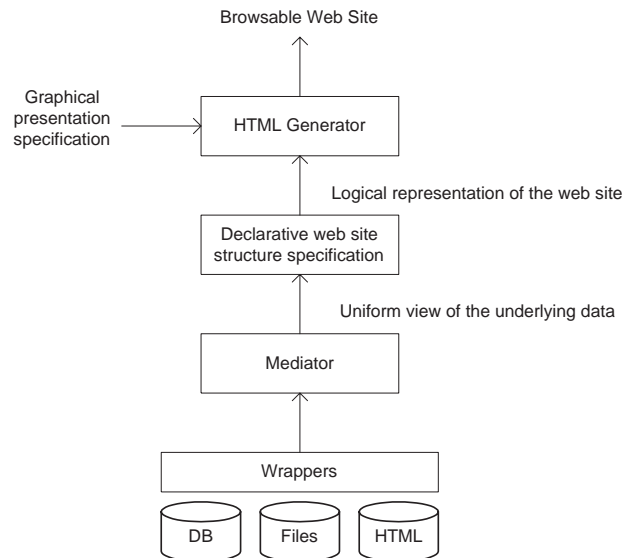 Browsable Web Site
Graphical
presentation
specification
HTML Generator
Logical representation of the web site
Declarative web site
structure specification
Uniform view of the underlying data
Mediator
Wrappers
DB
Files
HTML